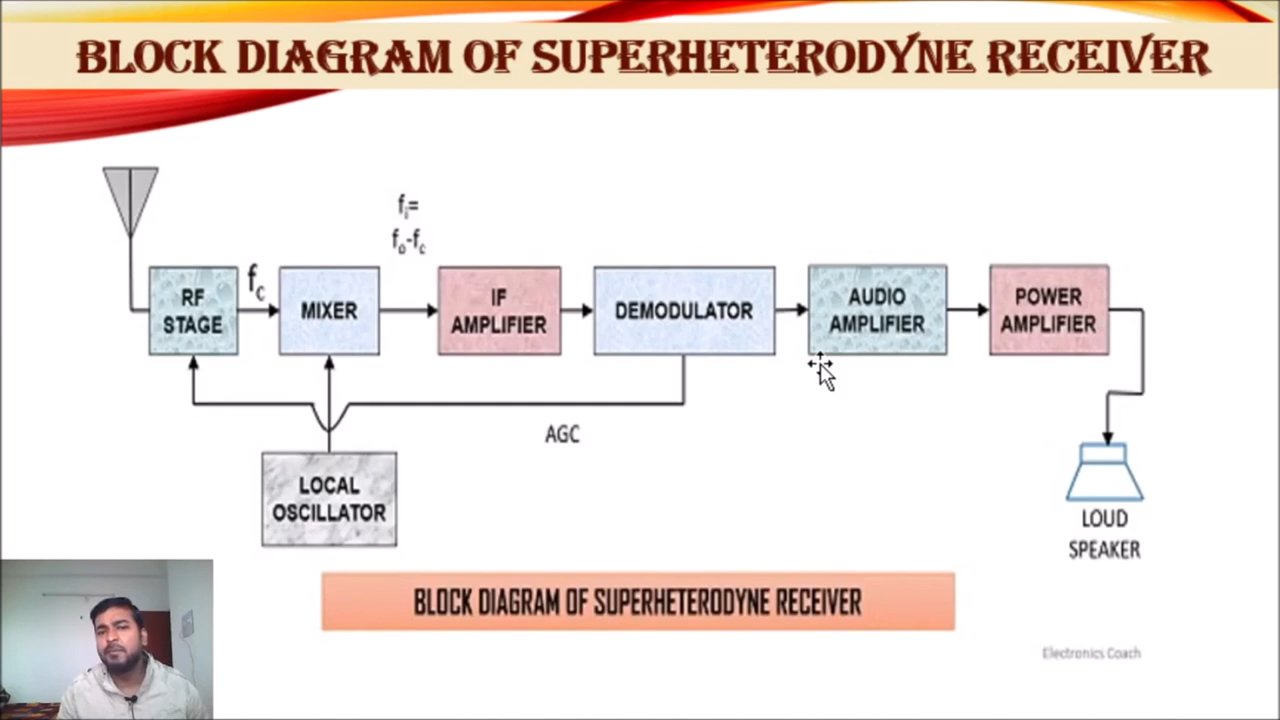 BLOCK DIAGRAM OF SUPERHETERODYNE RECEIVER
fi=
fo-fc
RF
STAGE
fc
MIXER
IF
AMPLIFIER
DEMODULATOR
AUDIO
AMPLIFIER
POWER
AMPLIFIER
AGC
LOCAL
OSCILLATOR
LOUD
SPEAKER
BLOCK DIAGRAM OF SUPERHETERODYNE RECEIVER
Electronics Coach